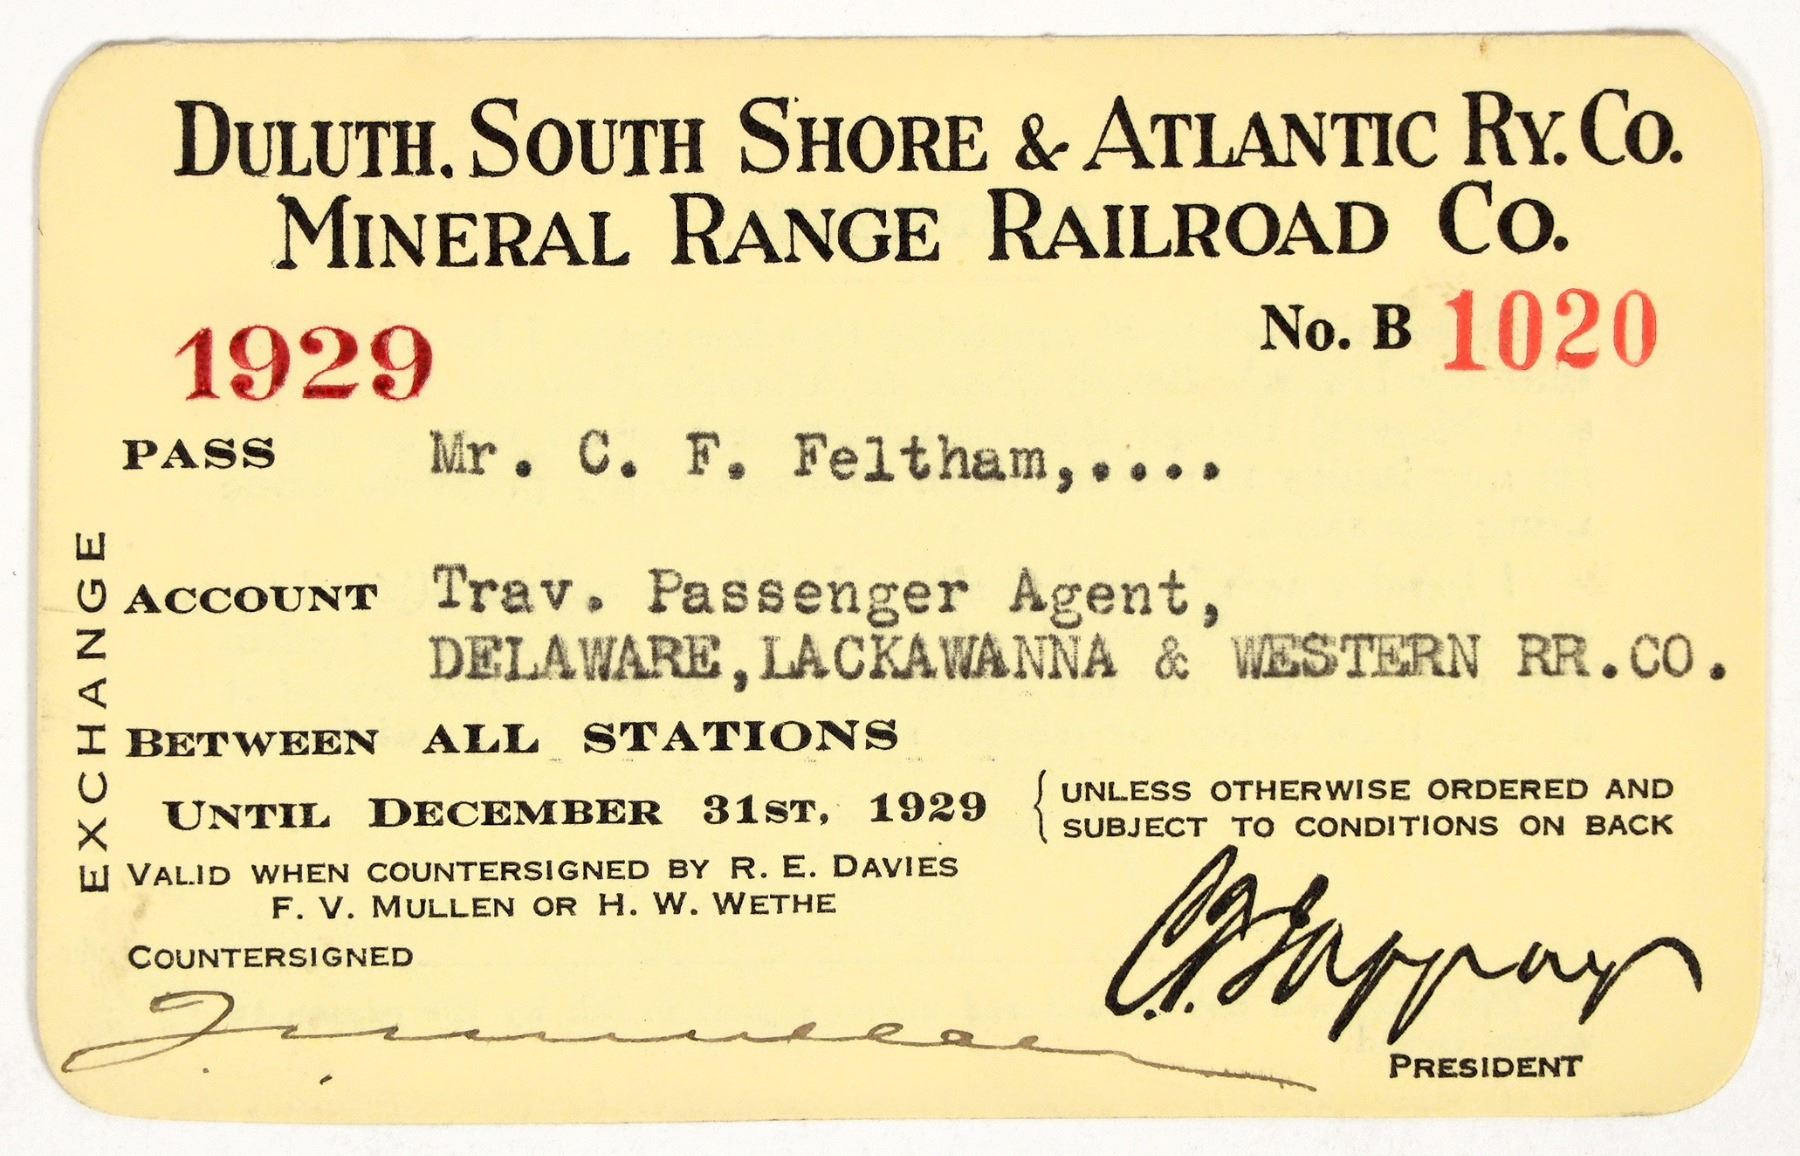 DULUTH, SOUTH SHORE & ATLANTIC RY. CO.
MINERAL RANGE RAILROAD CO.
1929
No. B 1020
PASS Mr. C. F. Feltham,....
EXCHANGE
ACCOUNT Trav. Passenger Agent,
DELAWARE,LACKAWANNA & WESTERN RR.CO.
BETWEEN ALL STATIONS
UNTIL DECEMBER 31ST, 1929
UNLESS OTHERWISE ORDERED AND
SUBJECT TO CONDITIONS ON BACK
VALID WHEN COUNTERSIGNED BY R. E. DAVIES
F. V. MULLEN OR H. W. WETHE
COUNTERSIGNED
PRESIDENT